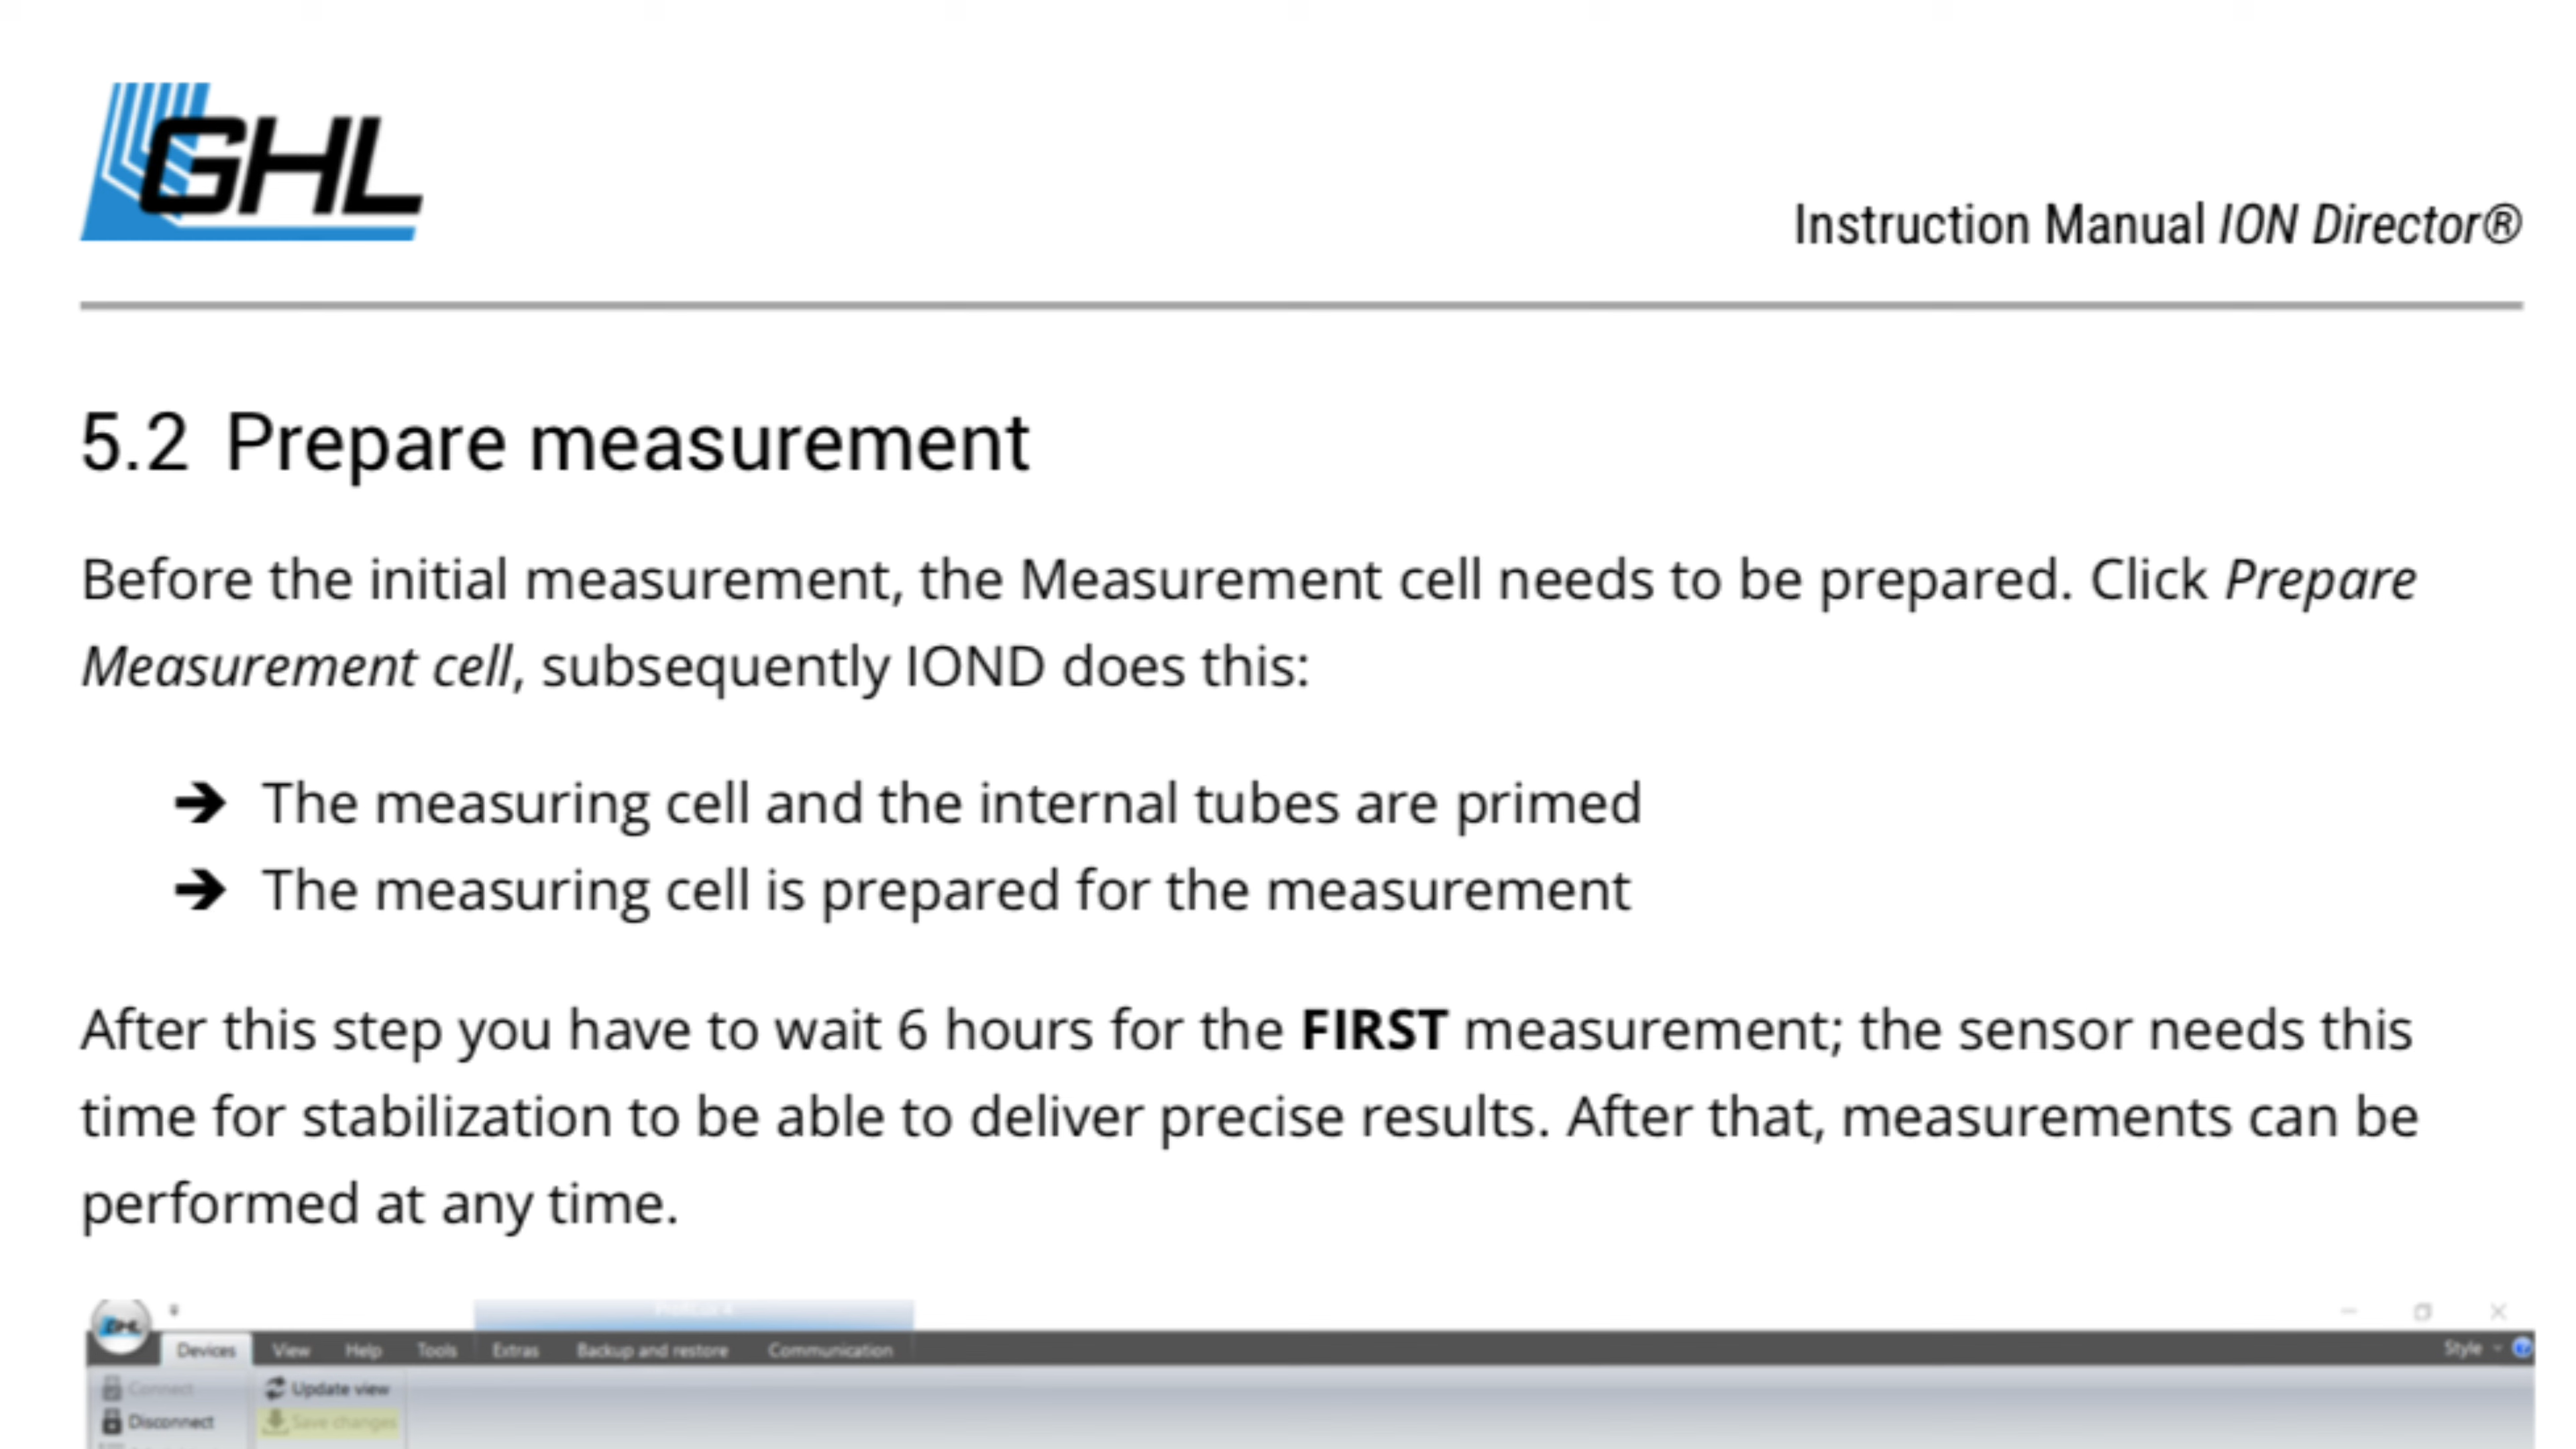 GHL
Instruction Manual ION Director®
5.2 Prepare measurement
Before the initial measurement, the Measurement cell needs to be prepared. Click Prepare
Measurement cell, subsequently IOND does this:
➔ The measuring cell and the internal tubes are primed
➔ The measuring cell is prepared for the measurement
After this step you have to wait 6 hours for the FIRST measurement; the sensor needs this
time for stabilization to be able to deliver precise results. After that, measurements can be
performed at any time.
GHL
Devices View Help Tools Extras Backup and restore Communication Style
Connect Update view
Disconnect Save changes